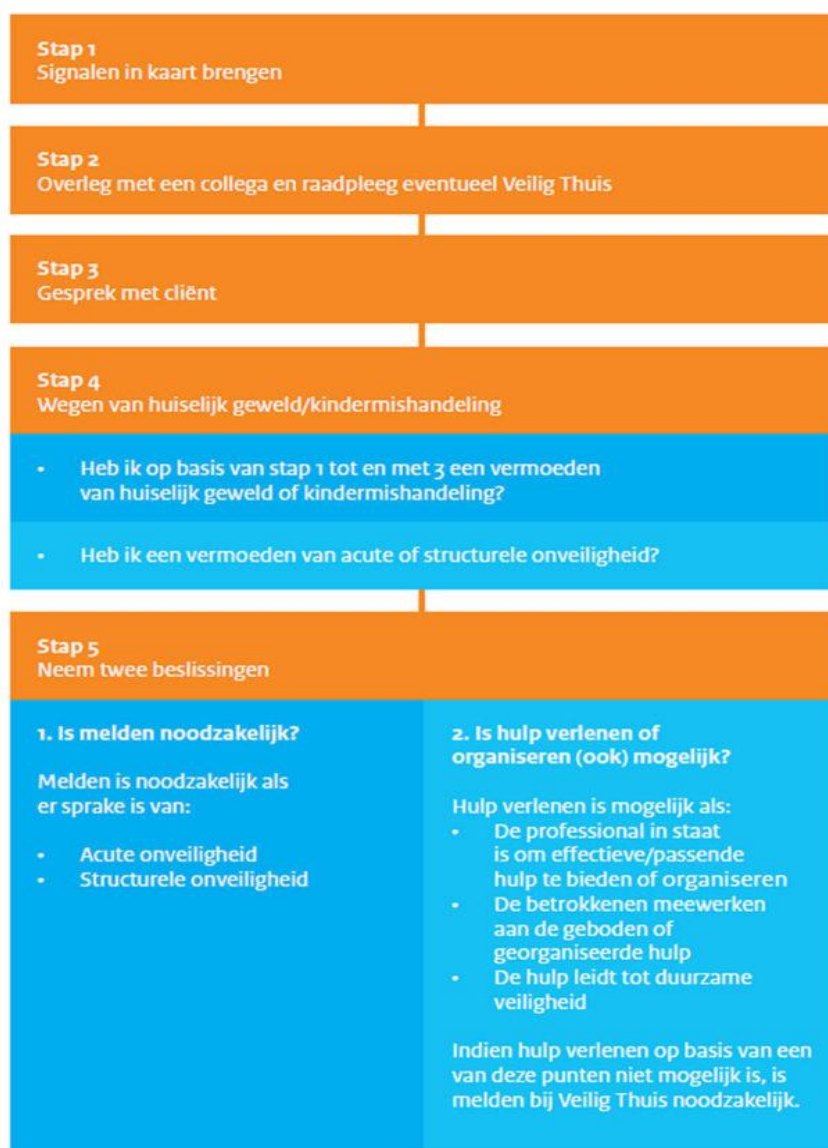 Stap 1
Signalen in kaart brengen
Stap 2
Overleg met een collega en raadpleeg eventueel Veilig Thuis
Stap 3
Gesprek met cliënt
Stap 4
Wegen van huiselijk geweld/kindermishandeling
• Heb ik op basis van stap 1 tot en met 3 een vermoeden
van huiselijk geweld of kindermishandeling?
• Heb ik een vermoeden van acute of structurele onveiligheid?
Stap 5
Neem twee beslissingen
1. Is melden noodzakelijk?
Melden is noodzakelijk als
er sprake is van:
• Acute onveiligheid
• Structurele onveiligheid
2. Is hulp verlenen of
organiseren (ook) mogelijk?
Hulp verlenen is mogelijk als:
• De professional in staat
is om effectieve/passende
hulp te bieden of organiseren
• De betrokkenen meewerken
aan de geboden of
georganiseerde hulp
• De hulp leidt tot duurzame
veiligheid
Indien hulp verlenen op basis van een
van deze punten niet mogelijk is, is
melden bij Veilig Thuis noodzakelijk.